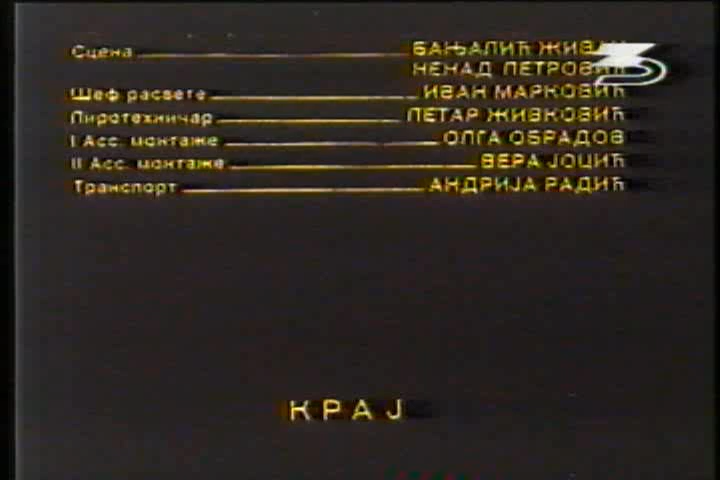 Сцена БАЊАЛИЋ ЖИВАН
НЕНАД ПЕТРОВИЋ
Шеф расвете ИВАН МАРКОВИЋ
Пиротехничар ПЕТАР ЖИВКОВИЋ
I Асс. монтаже ОЛГА ОБРАДОВ
II Асс. монтаже ВЕРА ЈОЦИЋ
Транспорт АНДРИЈА РАДИЋ
КРАЈ